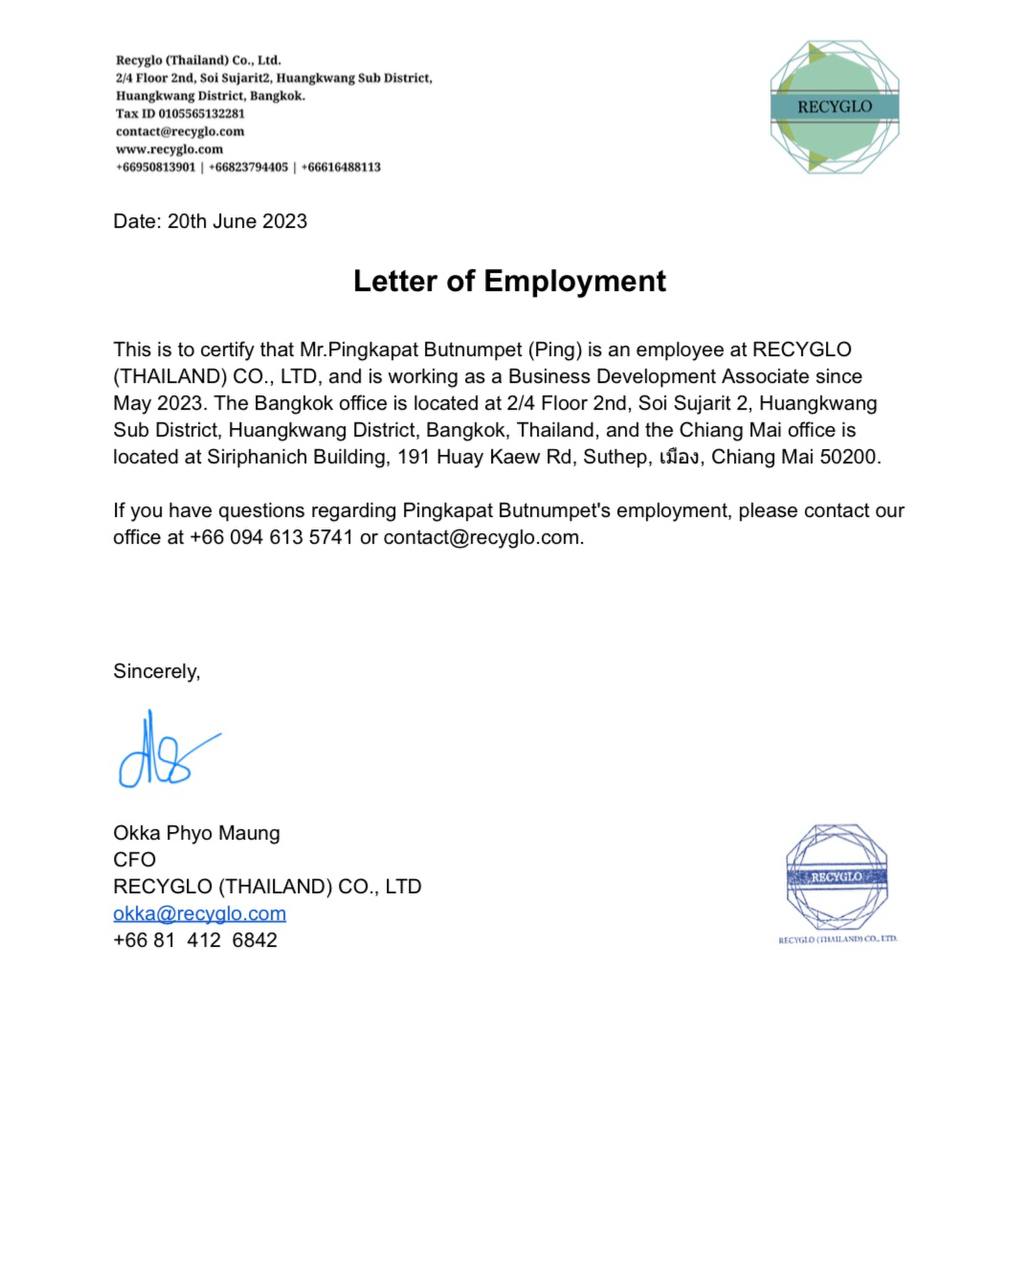 Recyglo (Thailand) Co., Ltd.
2/4 Floor 2nd, Soi Sujarit2, Huangkwang Sub District,
Huangkwang District, Bangkok.
Tax ID 0105565132281
contact@recyglo.com
www.recyglo.com
+66950813901 | +66823794405 | +66616488113
RECYGLO
Date: 20th June 2023
Letter of Employment
This is to certify that Mr.Pingkapat Butnumpet (Ping) is an employee at RECYGLO
(THAILAND) CO., LTD, and is working as a Business Development Associate since
May 2023. The Bangkok office is located at 2/4 Floor 2nd, Soi Sujarit 2, Huangkwang
Sub District, Huangkwang District, Bangkok, Thailand, and the Chiang Mai office is
located at Siriphanich Building, 191 Huay Kaew Rd, Suthep, เมือง, Chiang Mai 50200.
If you have questions regarding Pingkapat Butnumpet's employment, please contact our
office at +66 094 613 5741 or contact@recyglo.com.
Sincerely,
Okka Phyo Maung
CFO
RECYGLO (THAILAND) CO., LTD
okka@recyglo.com
+66 81 412 6842
RECYGLO
RECYGLO (THAILAND) CO., LTD.